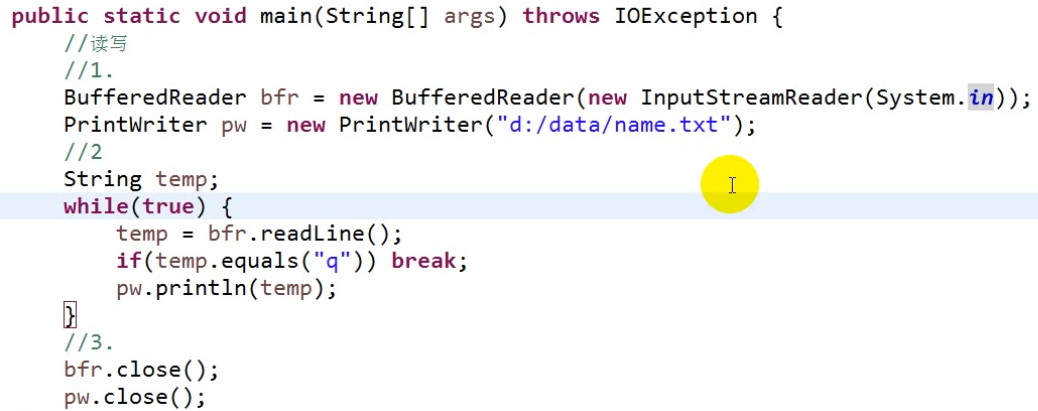 public static void main(String[] args) throws IOException {
//读写
//1.
BufferedReader bfr = new BufferedReader(new InputStreamReader(System.in));
PrintWriter pw = new PrintWriter("d:/data/name.txt");
//2
String temp;
while(true) {
temp = bfr.readLine();
if(temp.equals("q")) break;
pw.println(temp);
}
//3.
bfr.close();
pw.close();